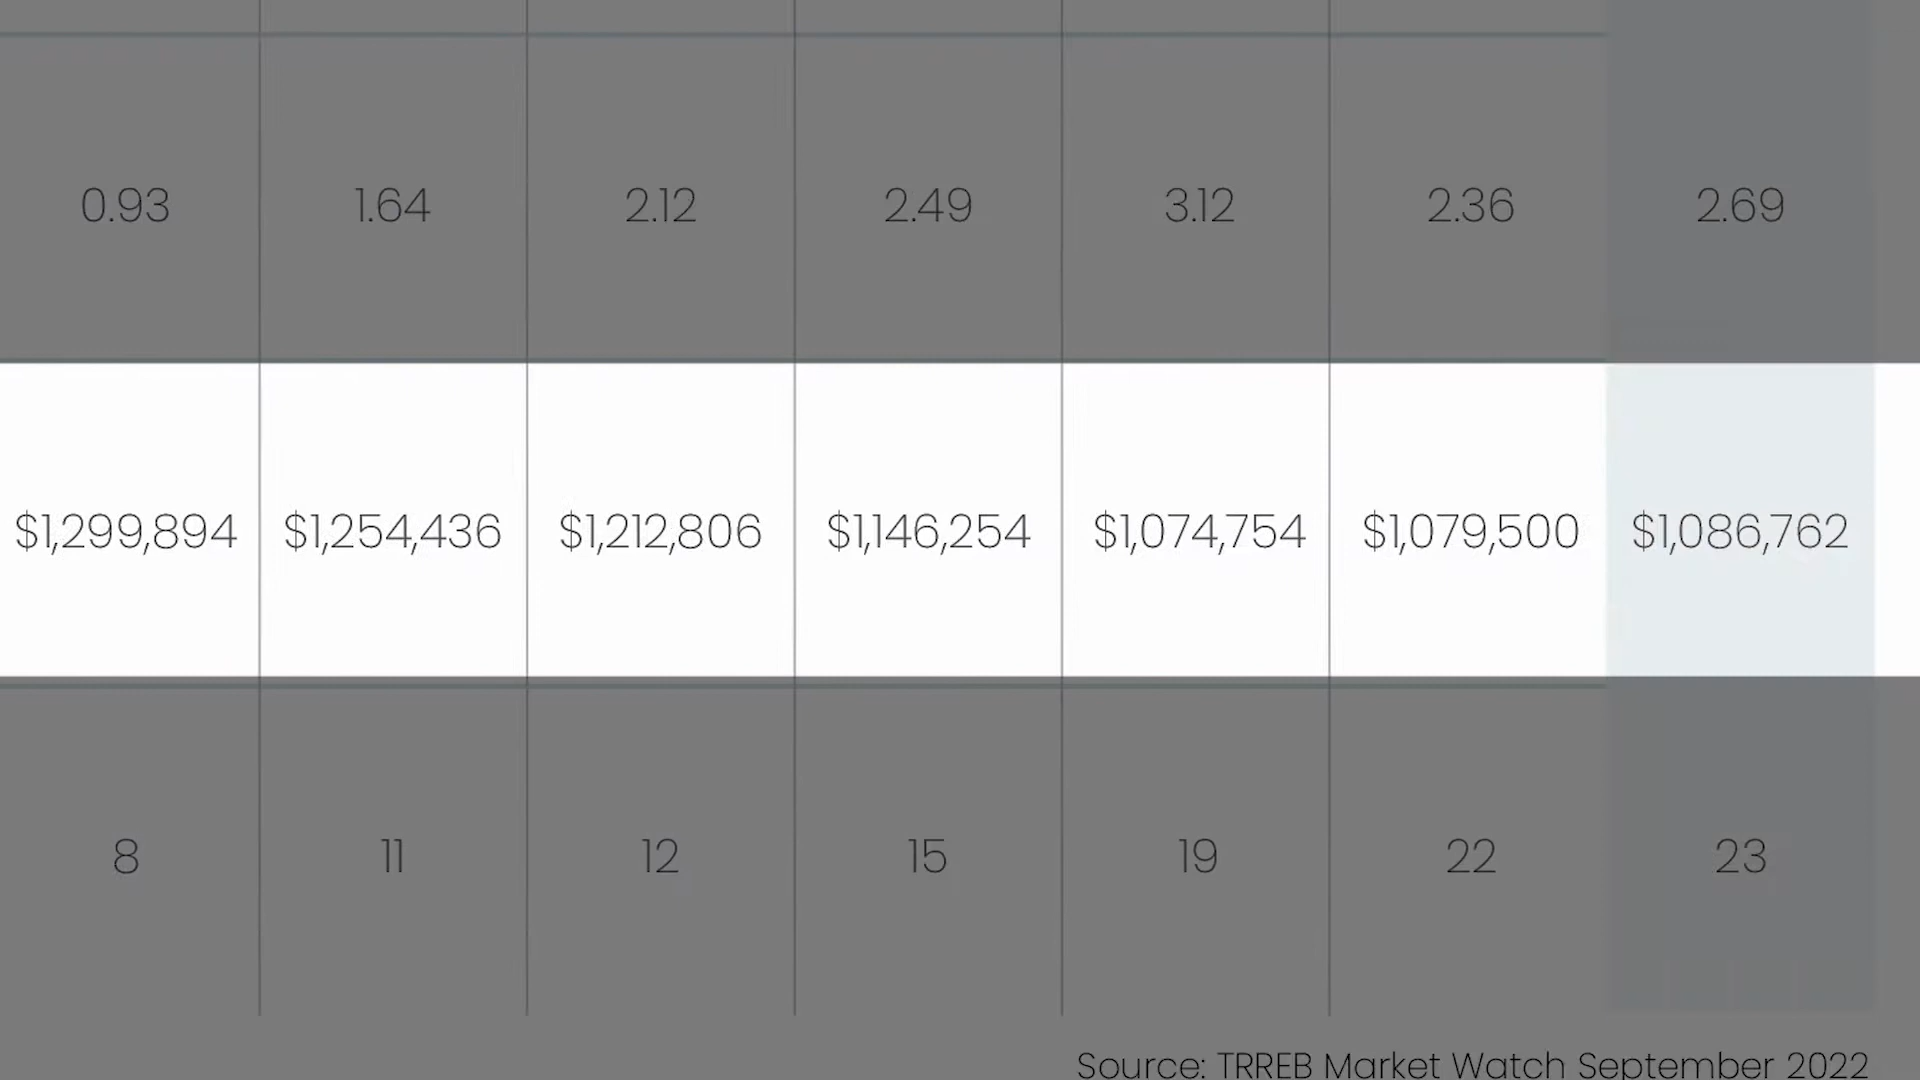 0.93 1.64 2.12 2.49 3.12 2.36 2.69
$1,299,894 $1,254,436 $1,212,806 $1,146,254 $1,074,754 $1,079,500 $1,086,762
8 11 12 15 19 22 23
Source: TRREB Market Watch September 2022